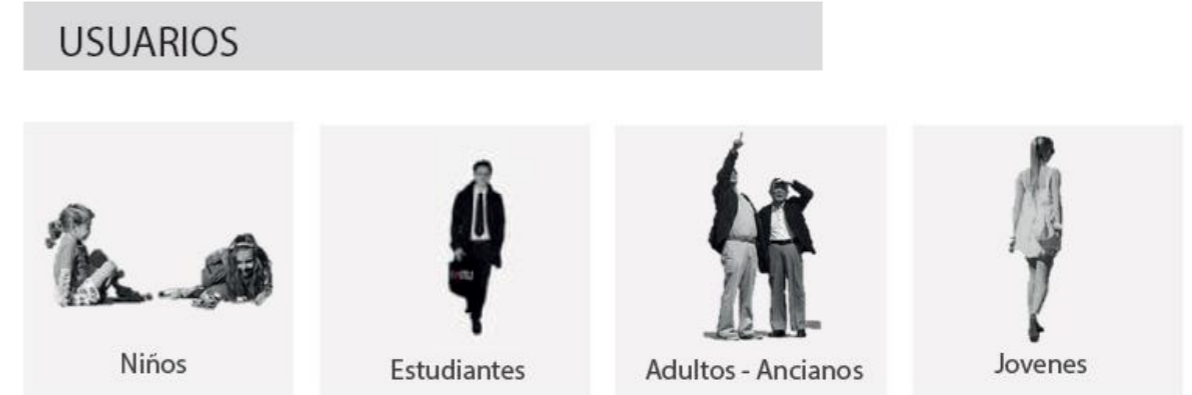 USUARIOS
Niños
Estudiantes
Adultos - Ancianos
Jovenes